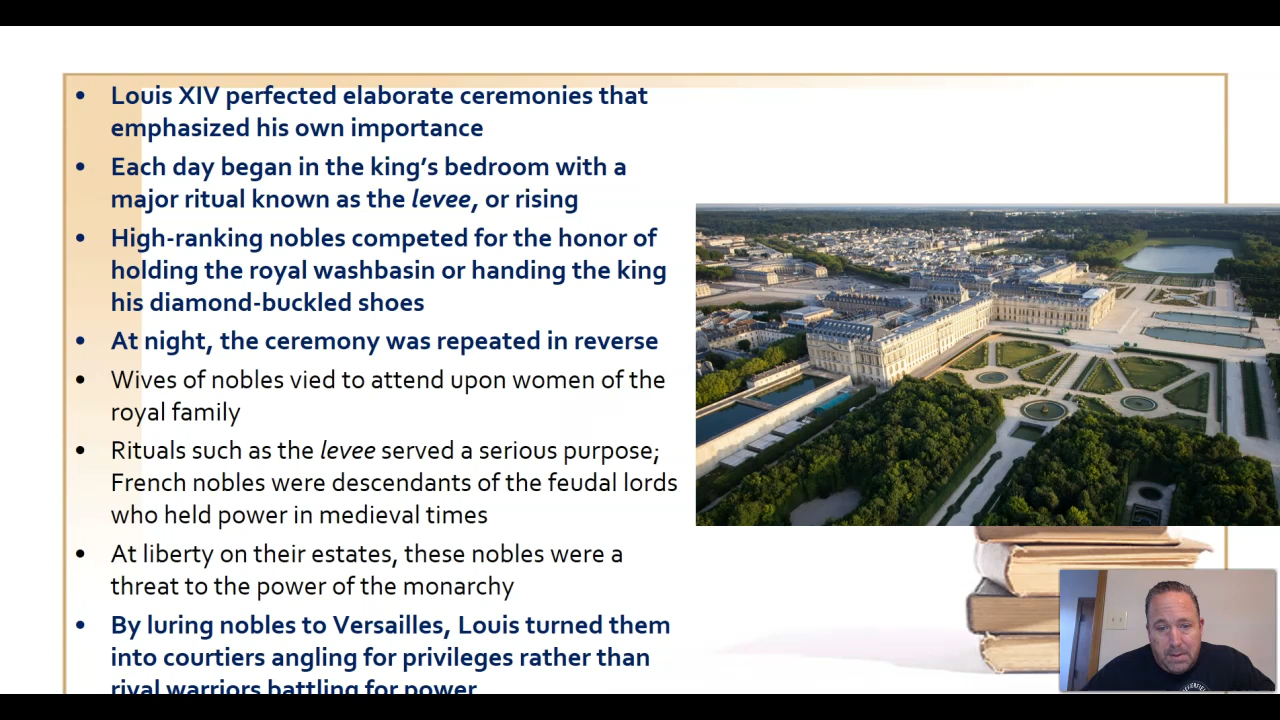 • Louis XIV perfected elaborate ceremonies that
emphasized his own importance
• Each day began in the king’s bedroom with a
major ritual known as the levee, or rising
• High-ranking nobles competed for the honor of
holding the royal washbasin or handing the king
his diamond-buckled shoes
• At night, the ceremony was repeated in reverse
• Wives of nobles vied to attend upon women of the
royal family
• Rituals such as the levee served a serious purpose;
French nobles were descendants of the feudal lords
who held power in medieval times
• At liberty on their estates, these nobles were a
threat to the power of the monarchy
• By luring nobles to Versailles, Louis turned them
into courtiers angling for privileges rather than
rival warriors battling for power